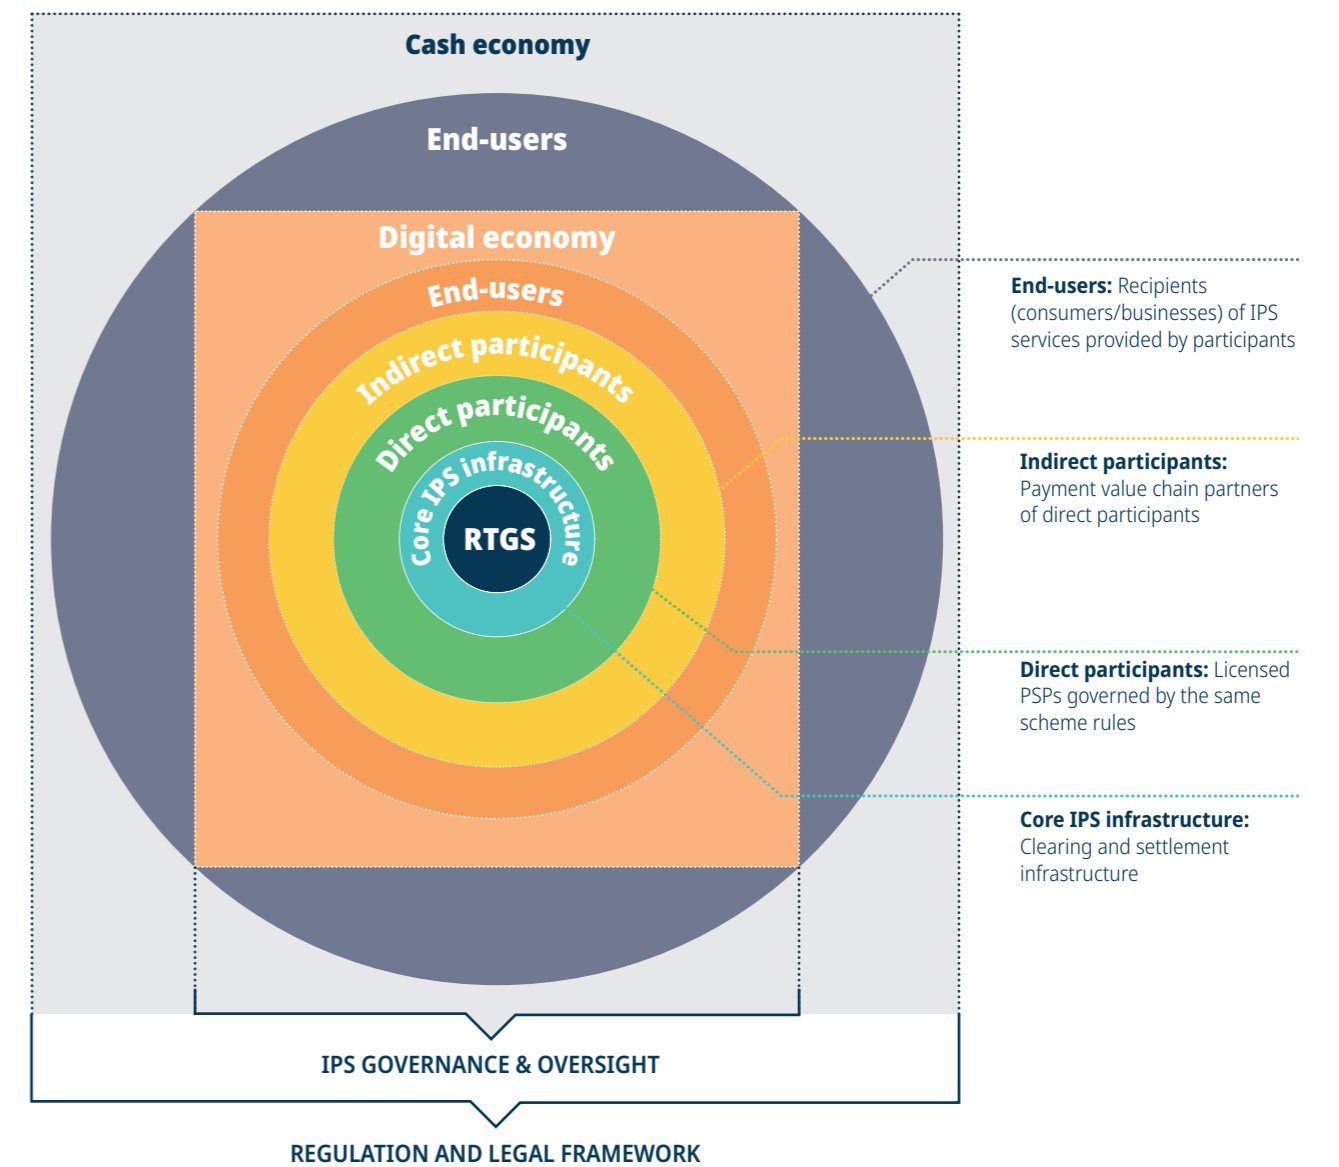 Cash economy
End-users
Digital economy
End-users
Indirect participants
Direct participants
Core IPS infrastructure
RTGS
End-users: Recipients
(consumers/businesses) of IPS
services provided by participants
Indirect participants:
Payment value chain partners
of direct participants
Direct participants: Licensed
PSPs governed by the same
scheme rules
Core IPS infrastructure:
Clearing and settlement
infrastructure
IPS GOVERNANCE & OVERSIGHT
REGULATION AND LEGAL FRAMEWORK